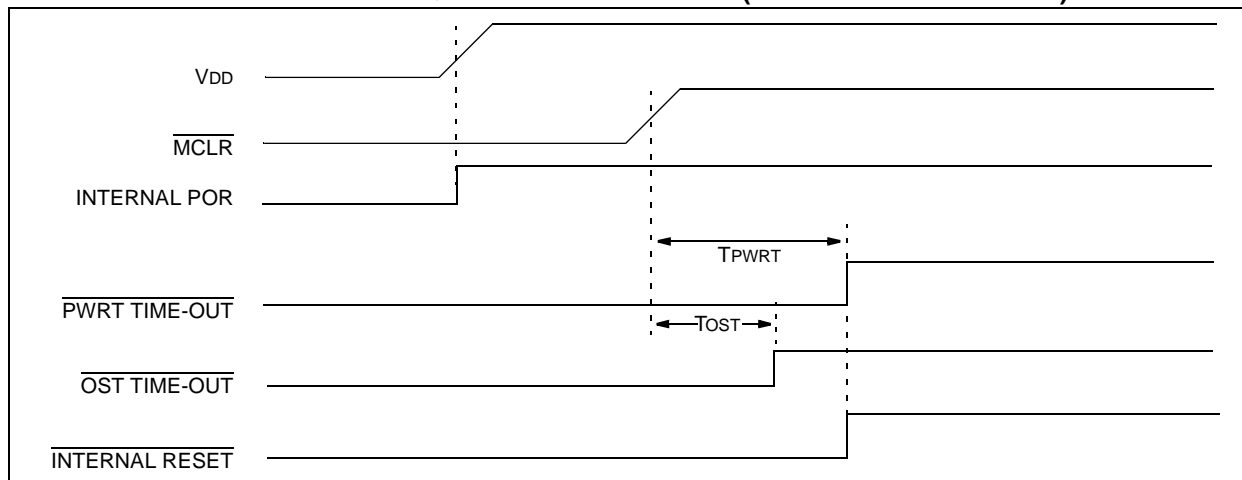 VDD
MCLR
INTERNAL POR
TPWRT
PWRT TIME-OUT
TOST
OST TIME-OUT
INTERNAL RESET